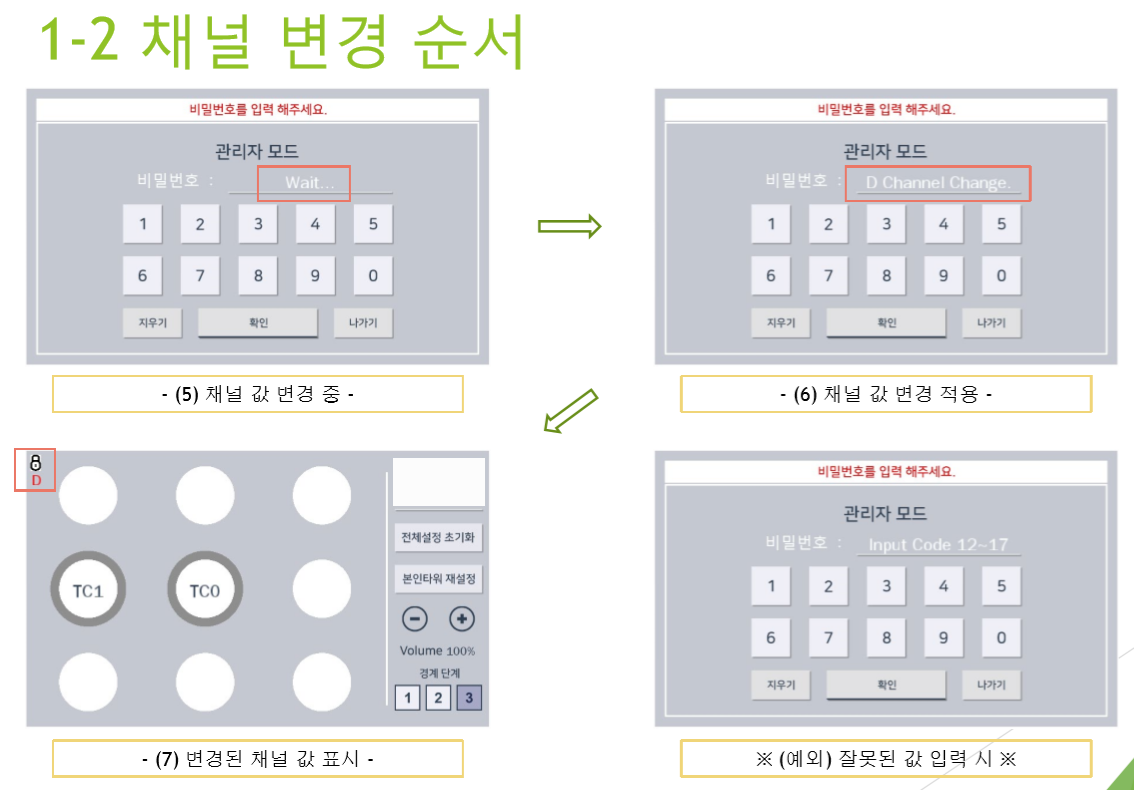 1-2 채널 변경 순서
비밀번호를 입력 해주세요.
관리자 모드
비밀번호 : Wait...
1 2 3 4 5
6 7 8 9 0
지우기 확인 나가기
- (5) 채널 값 변경 중 -
비밀번호를 입력 해주세요.
관리자 모드
비밀번호 : D Channel Change.
1 2 3 4 5
6 7 8 9 0
지우기 확인 나가기
- (6) 채널 값 변경 적용 -
D
전체설정 초기화
TC1 TC0
본인타워 재설정
Volume 100%
경계 단계
1 2 3
- (7) 변경된 채널 값 표시 -
비밀번호를 입력 해주세요.
관리자 모드
비밀번호 : Input Code 12~17
1 2 3 4 5
6 7 8 9 0
지우기 확인 나가기
※ (예외) 잘못된 값 입력 시 ※